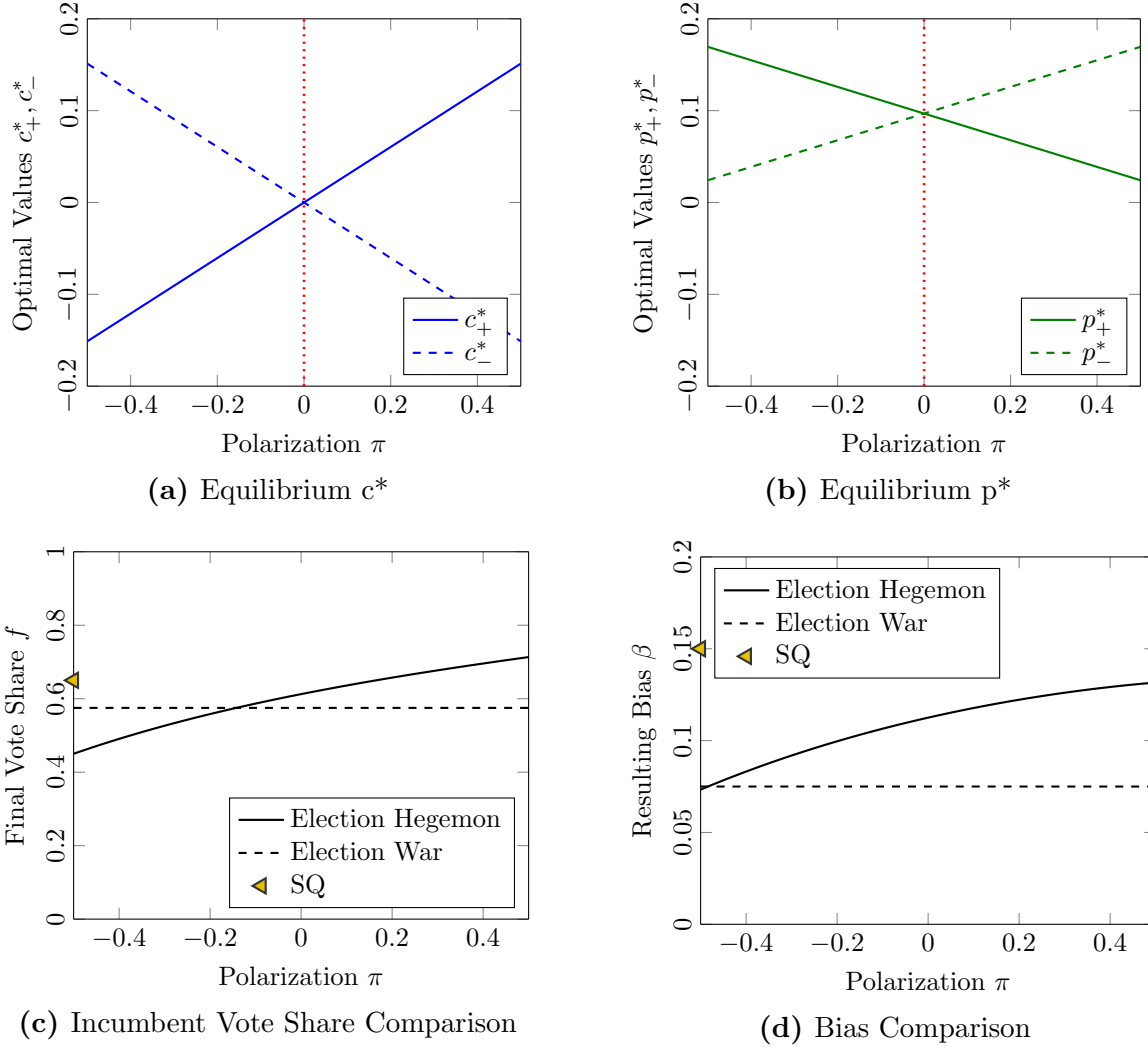 Optimal Values c*₊, c*₋
0.2
0.1
0
−0.1
−0.2
c*₊
c*₋
−0.4 −0.2 0 0.2 0.4
Polarization π
(a) Equilibrium c*
Optimal Values p*₊, p*₋
0.2
0.1
0
−0.1
−0.2
p*₊
p*₋
−0.4 −0.2 0 0.2 0.4
Polarization π
(b) Equilibrium p*
Final Vote Share f
1
0.8
0.6
0.4
0.2
0
Election Hegemon
Election War
SQ
−0.4 −0.2 0 0.2 0.4
Polarization π
(c) Incumbent Vote Share Comparison
Resulting Bias β
0.2
0.15
0.1
0.05
0
Election Hegemon
Election War
SQ
−0.4 −0.2 0 0.2 0.4
Polarization π
(d) Bias Comparison